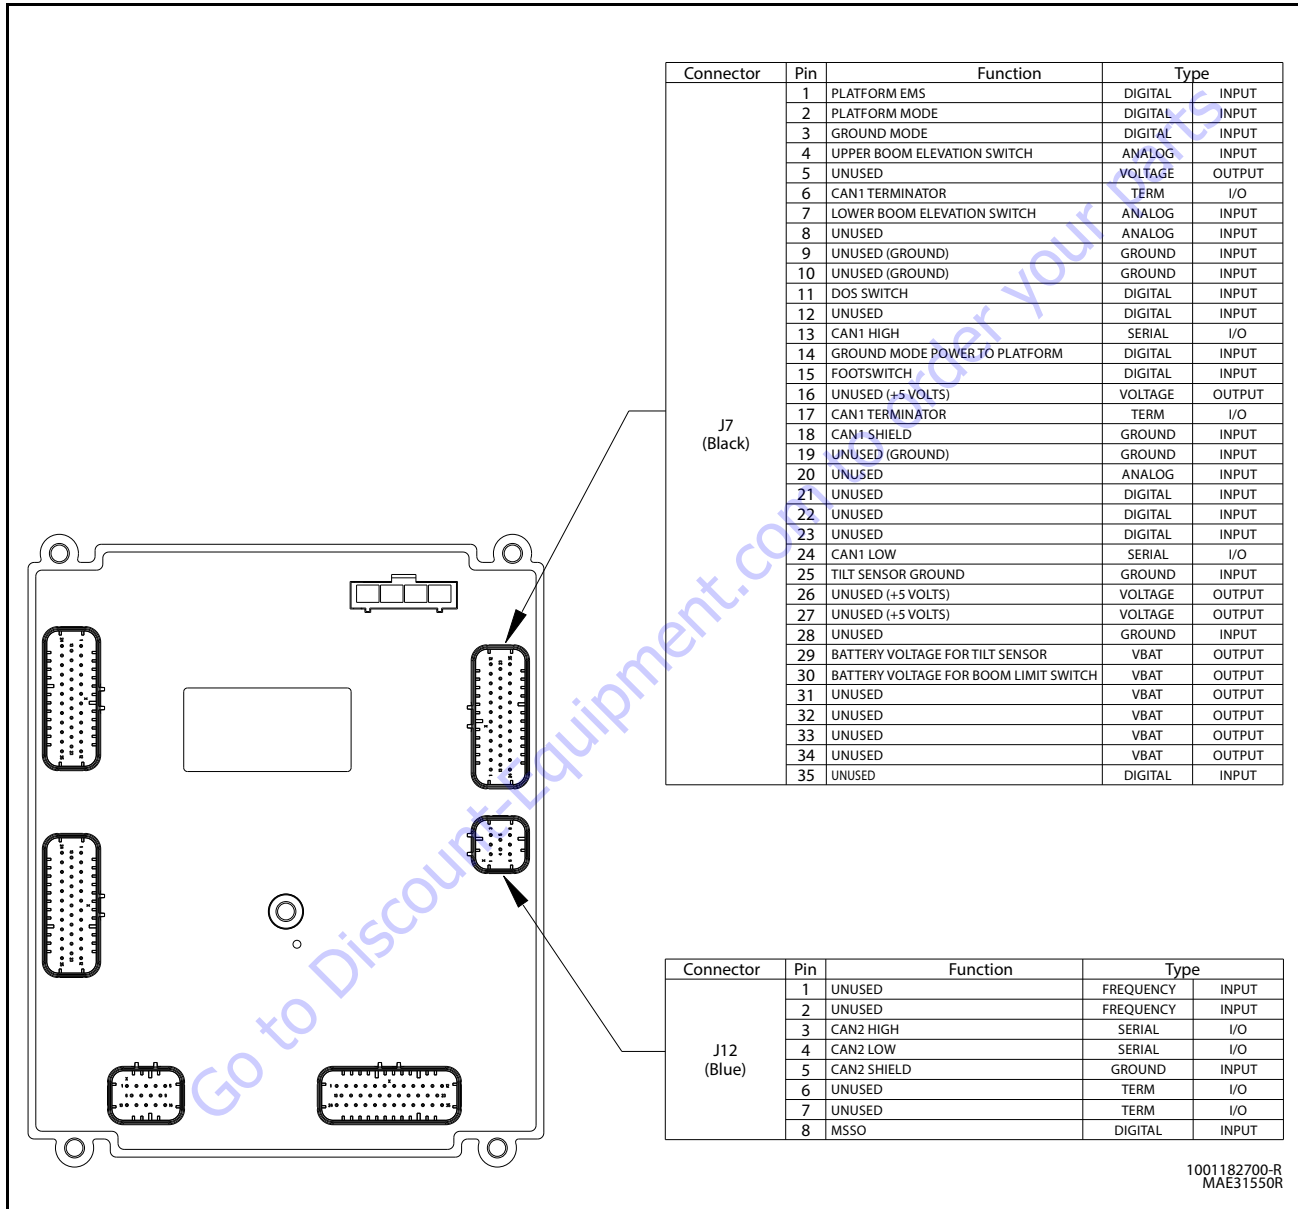 Connector Pin Function Type
1 PLATFORM EMS DIGITAL INPUT
2 PLATFORM MODE DIGITAL INPUT
3 GROUND MODE DIGITAL INPUT
4 UPPER BOOM ELEVATION SWITCH ANALOG INPUT
5 UNUSED VOLTAGE OUTPUT
6 CAN1 TERMINATOR TERM I/O
7 LOWER BOOM ELEVATION SWITCH ANALOG INPUT
8 UNUSED ANALOG INPUT
9 UNUSED (GROUND) GROUND INPUT
10 UNUSED (GROUND) GROUND INPUT
11 DOS SWITCH DIGITAL INPUT
12 UNUSED DIGITAL INPUT
13 CAN1 HIGH SERIAL I/O
14 GROUND MODE POWER TO PLATFORM DIGITAL INPUT
15 FOOTSWITCH DIGITAL INPUT
16 UNUSED (+5 VOLTS) VOLTAGE OUTPUT
17 CAN1 TERMINATOR TERM I/O
J7
(Black)
18 CAN1 SHIELD GROUND INPUT
19 UNUSED (GROUND) GROUND INPUT
20 UNUSED ANALOG INPUT
21 UNUSED DIGITAL INPUT
22 UNUSED DIGITAL INPUT
23 UNUSED DIGITAL INPUT
24 CAN1 LOW SERIAL I/O
25 TILT SENSOR GROUND GROUND INPUT
26 UNUSED (+5 VOLTS) VOLTAGE OUTPUT
27 UNUSED (+5 VOLTS) VOLTAGE OUTPUT
28 UNUSED GROUND INPUT
29 BATTERY VOLTAGE FOR TILT SENSOR VBAT OUTPUT
30 BATTERY VOLTAGE FOR BOOM LIMIT SWITCH VBAT OUTPUT
31 UNUSED VBAT OUTPUT
32 UNUSED VBAT OUTPUT
33 UNUSED VBAT OUTPUT
34 UNUSED VBAT OUTPUT
35 UNUSED DIGITAL INPUT
Connector Pin Function Type
1 UNUSED FREQUENCY INPUT
2 UNUSED FREQUENCY INPUT
3 CAN2 HIGH SERIAL I/O
J12
(Blue)
4 CAN2 LOW SERIAL I/O
5 CAN2 SHIELD GROUND INPUT
6 UNUSED TERM I/O
7 UNUSED TERM I/O
8 MSSO DIGITAL INPUT
1001182700-R
MAE31550R
Go to Discount-Equipment.com to order your parts